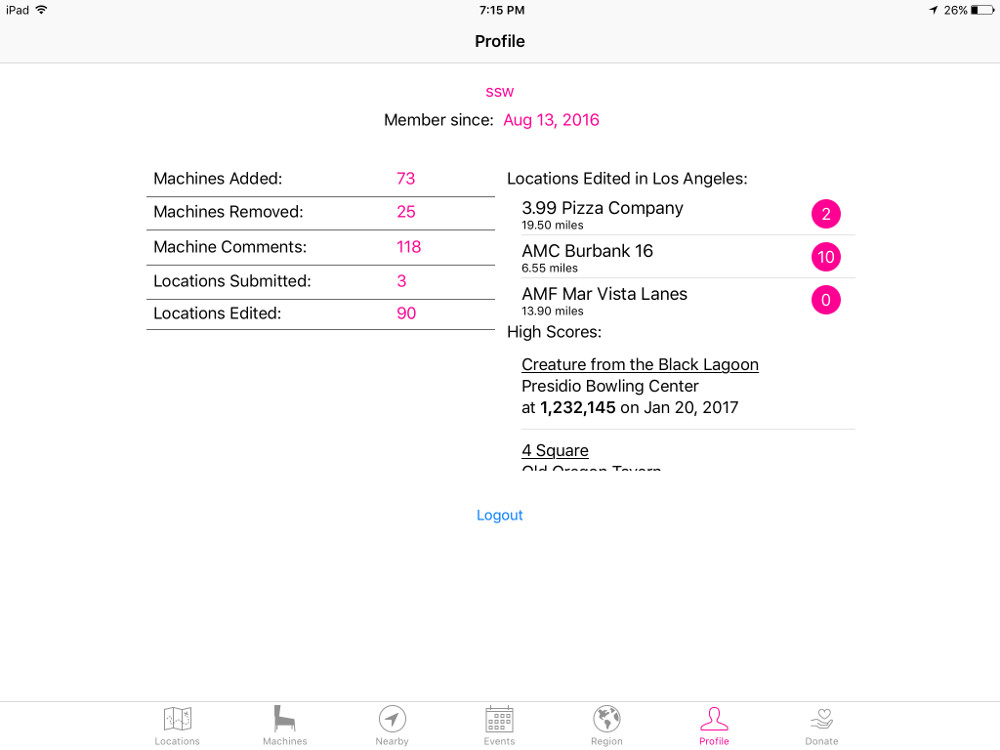 iPad 7:15 PM 26%
Profile
ssw
Member since: Aug 13, 2016
Machines Added: 73
Machines Removed: 25
Machine Comments: 118
Locations Submitted: 3
Locations Edited: 90
Locations Edited in Los Angeles:
3.99 Pizza Company 2
19.50 miles
AMC Burbank 16 10
6.55 miles
AMF Mar Vista Lanes 0
13.90 miles
High Scores:
Creature from the Black Lagoon
Presidio Bowling Center
at 1,232,145 on Jan 20, 2017
4 Square
Old Oregon Tavern
Logout
Locations Machines Nearby Events Region Profile Donate